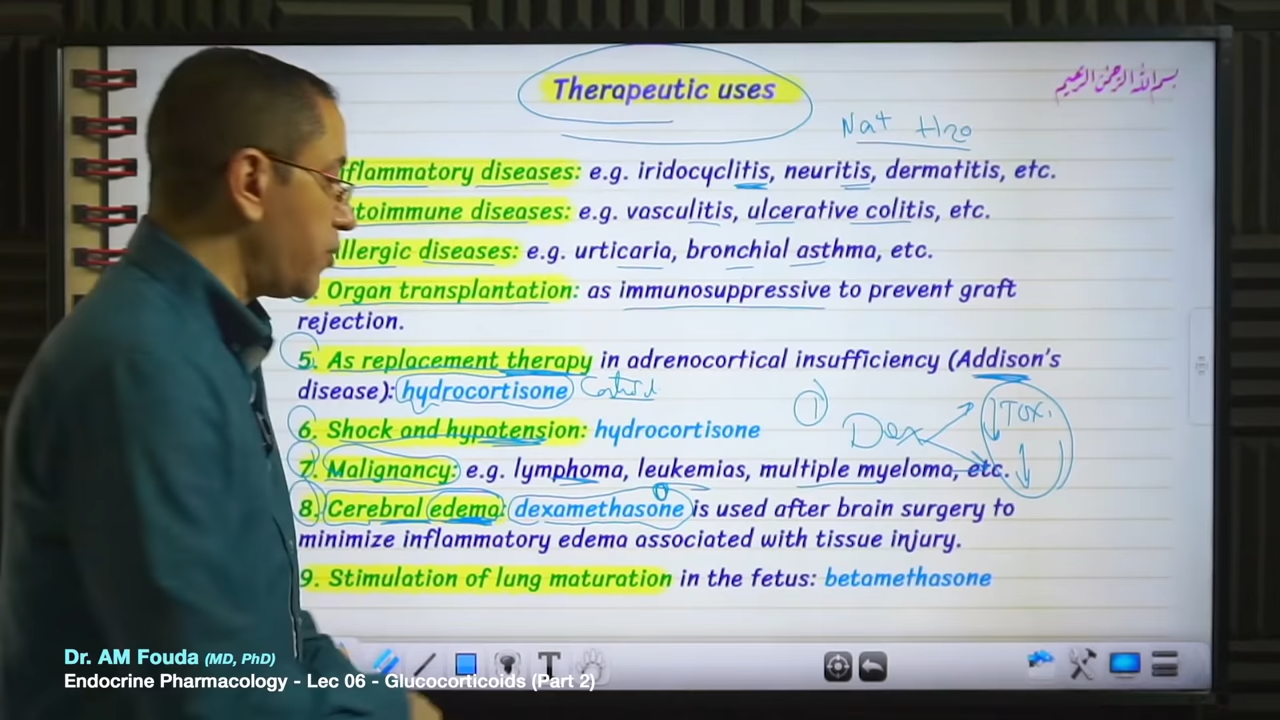 Therapeutic uses
بسم الله الرحمن الرحيم
Na+ H2O
flammatory diseases: e.g. iridocyclitis, neuritis, dermatitis, etc.
toimmune diseases: e.g. vasculitis, ulcerative colitis, etc.
llergic diseases: e.g. urticaria, bronchial asthma, etc.
Organ transplantation: as immunosuppressive to prevent graft
rejection.
5. As replacement therapy in adrenocortical insufficiency (Addison's
disease): hydrocortisone
1 Dex Tox.
6. Shock and hypotension: hydrocortisone
7. Malignancy: e.g. lymphoma, leukemias, multiple myeloma, etc.
8. Cerebral edema: dexamethasone is used after brain surgery to
minimize inflammatory edema associated with tissue injury.
9. Stimulation of lung maturation in the fetus: betamethasone
T
Dr. AM Fouda (MD, PhD)
Endocrine Pharmacology - Lec 06 - Glucocorticoids (Part 2)